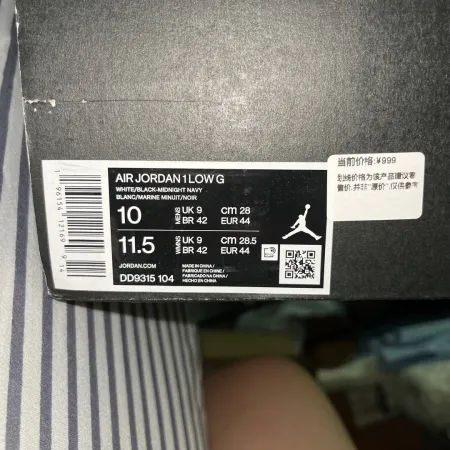 AIR JORDAN 1 LOW G
WHITE/BLACK-MIDNIGHT NAVY
BLANC/MARINE MINUIT/NOIR
10 MENS UK 9 CM 28
BR 42 EUR 44
11.5 WMNS UK 9 CM 28.5
BR 42 EUR 44
JORDAN.COM
DD9315 104
MADE IN CHINA /
FABRIQUE EN CHINE /
FABRICADO NA CHINA /
HECHO EN CHINA
当前价格:¥999
划线价格为该产品建议零
售价,并非"原价",仅供参考